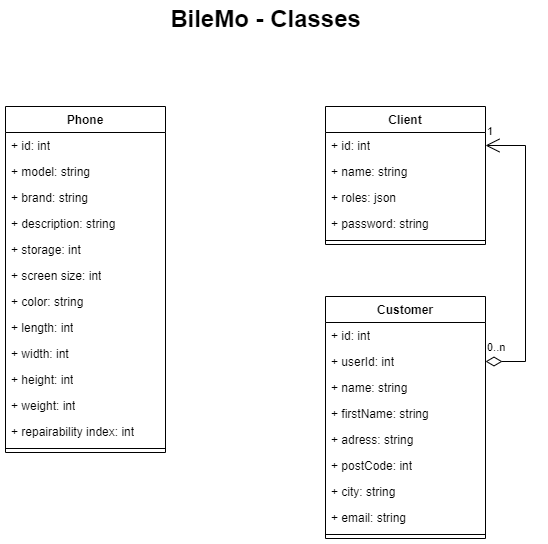 BileMo - Classes
Phone
+ id: int
+ model: string
+ brand: string
+ description: string
+ storage: int
+ screen size: int
+ color: string
+ length: int
+ width: int
+ height: int
+ weight: int
+ repairability index: int
Client
1
+ id: int
+ name: string
+ roles: json
+ password: string
Customer
+ id: int
0..n
+ userId: int
+ name: string
+ firstName: string
+ adress: string
+ postCode: int
+ city: string
+ email: string